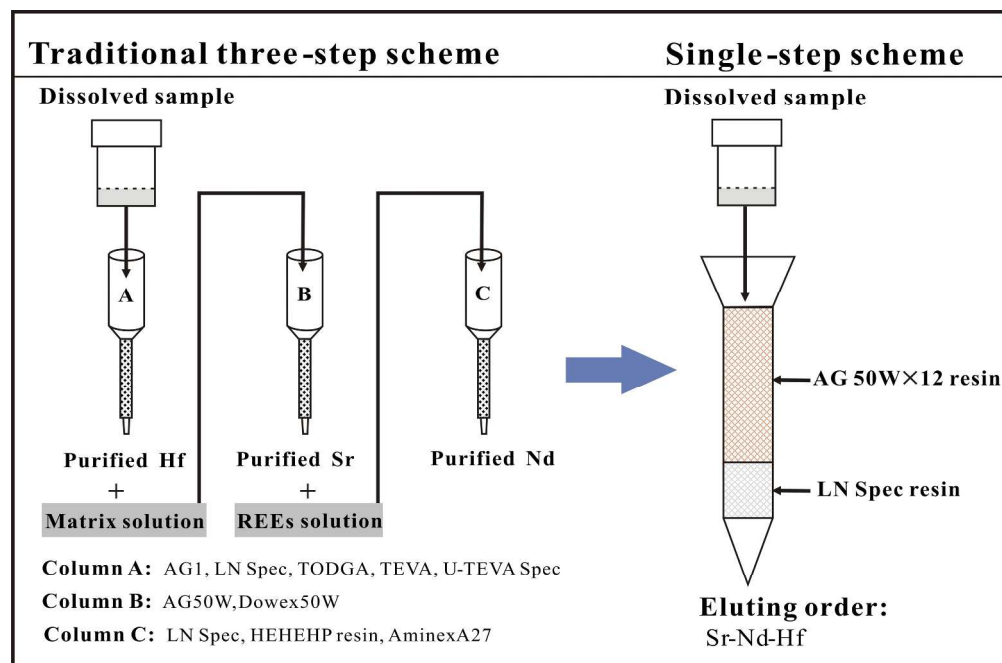 Traditional three-step scheme
Dissolved sample
A
B
C
Purified Hf
+
Matrix solution
Purified Sr
+
REEs solution
Purified Nd
Column A: AG1, LN Spec, TODGA, TEVA, U-TEVA Spec
Column B: AG50W,Dowex50W
Column C: LN Spec, HEHEHP resin, AminexA27
Single-step scheme
Dissolved sample
AG 50W×12 resin
LN Spec resin
Eluting order:
Sr-Nd-Hf